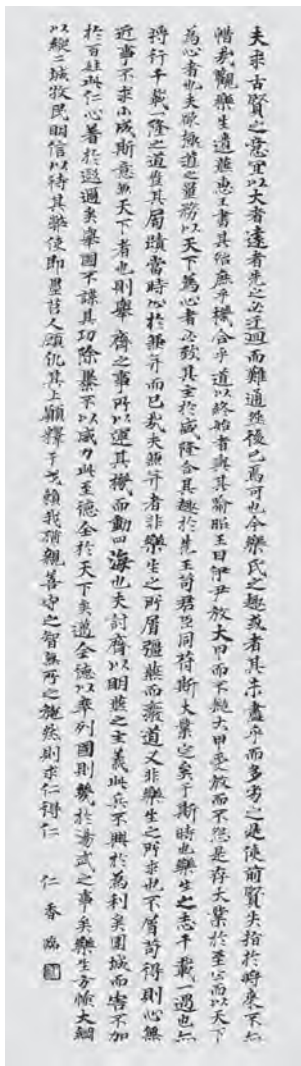 夫求古賢之意宜以大者遠者先之必迂迴而難通然後已焉可也今樂氏之趣或者其未盡乎而多劣之是使前賢失指於將來不亦
惜哉觀樂生遺燕惠王書其殆庶乎機合乎道以終始者與其喻昭王曰伊尹放大甲而不疑大甲受放而不怨是存大業於至公而以天下
為心者也夫欲極道之量務以天下為心者必致其主於盛隆合其趣於先王苟君臣同符斯大業定矣于斯時也樂生之志千載一遇也亦
將行千載一隆之道豈其局蹟當時止於兼并而已哉夫兼并者非樂生之所屑彊燕而廢道又非樂生之所求也不屑苟得則心無
近事不求小成斯意兼天下者也則舉齊之事所以運其機而動四海也夫討齊以明燕之主義此兵不興於為利矣圍城而害不加
於百姓此仁心著於遐邇矣舉國不謀其功除暴不以威力此至德全於天下矣邁全德以率列國則幾於湯武之事矣樂生方恢大綱
以縱二城牧民明信以待其弊使即墨莒人顧仇其上願釋干戈賴我猶親善守之智無所之施然則求仁得仁 仁香臨